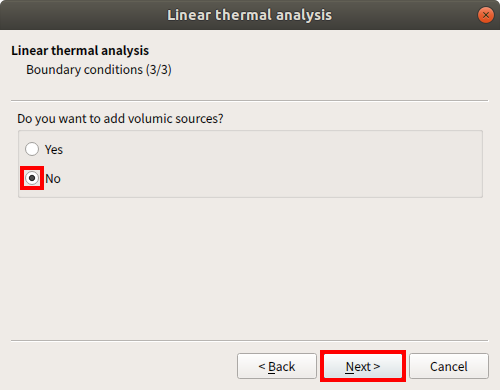 Linear thermal analysis
Linear thermal analysis
Boundary conditions (3/3)
Do you want to add volumic sources?
Yes
No
< Back Next > Cancel